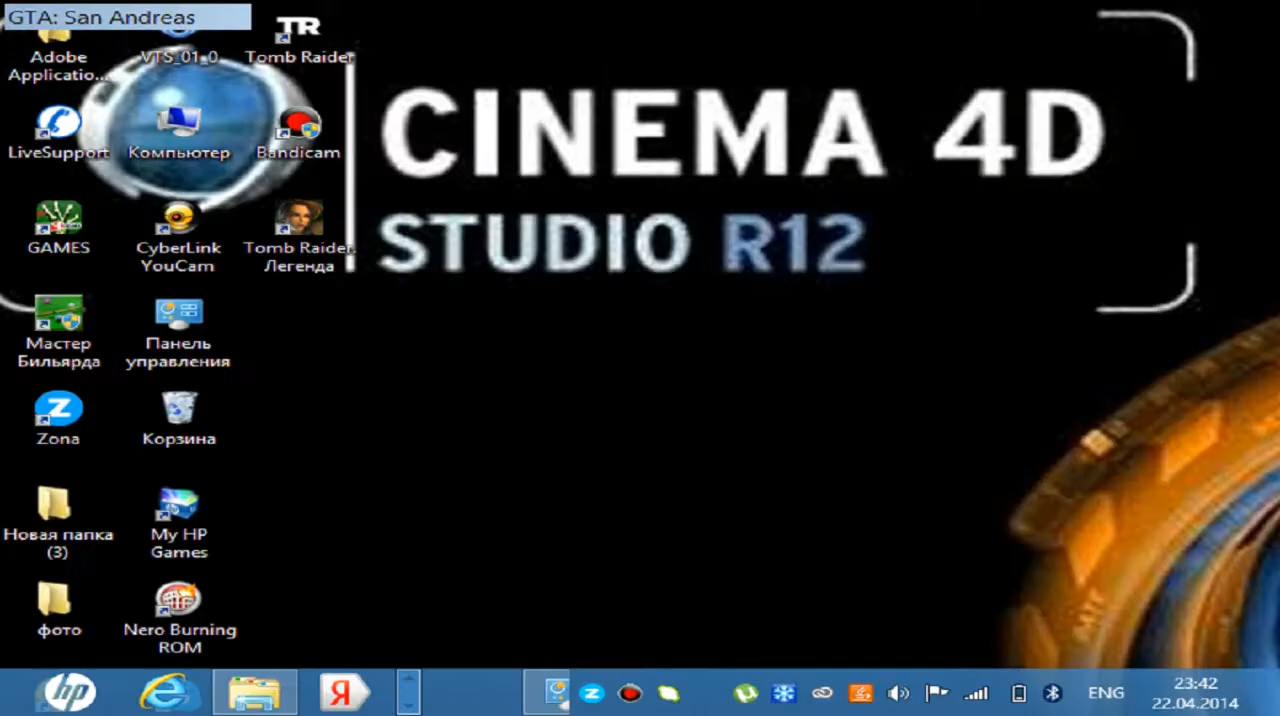 GTA: San Andreas
Adobe
Applicatio...
VTS_01_0
TR
Tomb Raider
LiveSupport
Компьютер
Bandicam
CINEMA 4D
STUDIO R12
GAMES
CyberLink
YouCam
Tomb Raider.
Легенда
Мастер
Бильярда
Панель
управления
Z
Zona
Корзина
Новая папка
(3)
My HP
Games
фото
Nero Burning
ROM
hp
Я
ENG
23:42
22.04.2014